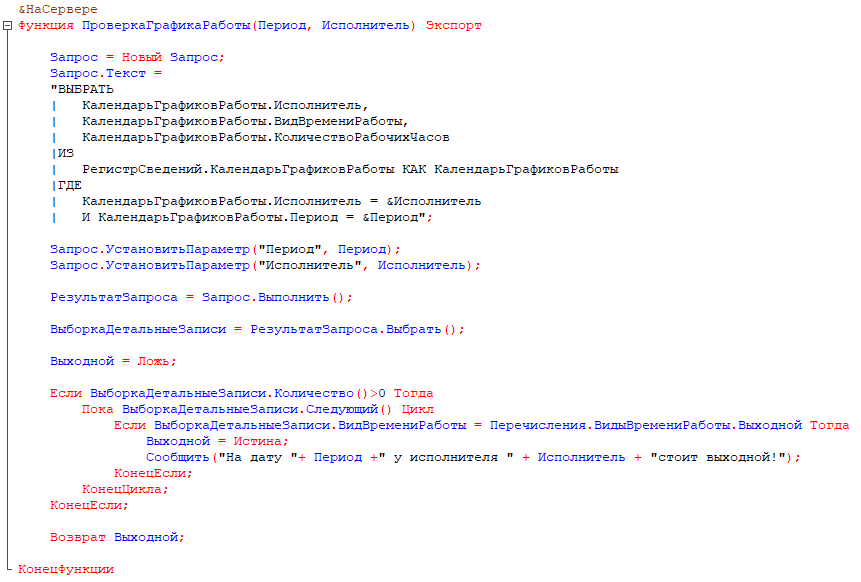 &НаСервере
Функция ПроверкаГрафикаРаботы(Период, Исполнитель) Экспорт
Запрос = Новый Запрос;
Запрос.Текст =
"ВЫБРАТЬ
|   КалендарьГрафиковРаботы.Исполнитель,
|   КалендарьГрафиковРаботы.ВидВремениРаботы,
|   КалендарьГрафиковРаботы.КоличествоРабочихЧасов
|ИЗ
|   РегистрСведений.КалендарьГрафиковРаботы КАК КалендарьГрафиковРаботы
|ГДЕ
|   КалендарьГрафиковРаботы.Исполнитель = &Исполнитель
|   И КалендарьГрафиковРаботы.Период = &Период";
Запрос.УстановитьПараметр("Период", Период);
Запрос.УстановитьПараметр("Исполнитель", Исполнитель);
РезультатЗапроса = Запрос.Выполнить();
ВыборкаДетальныеЗаписи = РезультатЗапроса.Выбрать();
Выходной = Ложь;
Если ВыборкаДетальныеЗаписи.Количество()>0 Тогда
Пока ВыборкаДетальныеЗаписи.Следующий() Цикл
Если ВыборкаДетальныеЗаписи.ВидВремениРаботы = Перечисления.ВидыВремениРаботы.Выходной Тогда
Выходной = Истина;
Сообщить("На дату "+ Период +" у исполнителя " + Исполнитель + "стоит выходной!");
КонецЕсли;
КонецЦикла;
КонецЕсли;
Возврат Выходной;
КонецФункции